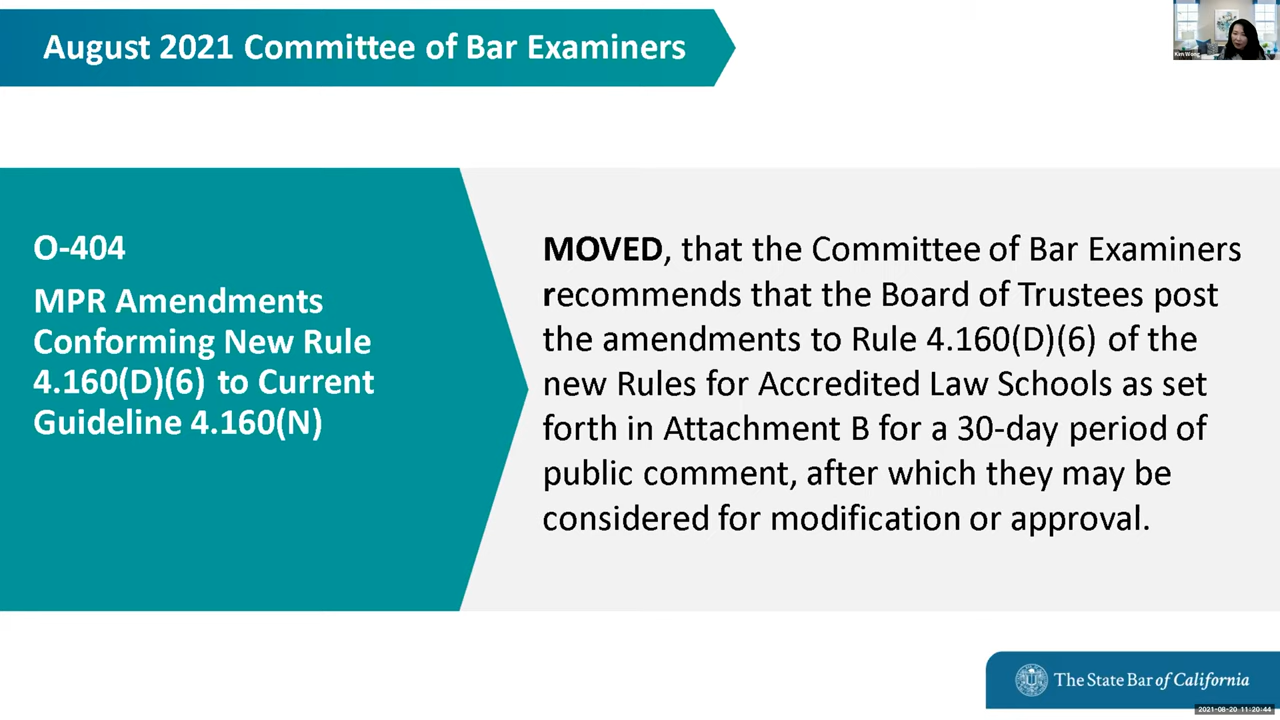 August 2021 Committee of Bar Examiners
Kim Wong
O-404
MPR Amendments
Conforming New Rule
4.160(D)(6) to Current
Guideline 4.160(N)
MOVED, that the Committee of Bar Examiners
recommends that the Board of Trustees post
the amendments to Rule 4.160(D)(6) of the
new Rules for Accredited Law Schools as set
forth in Attachment B for a 30-day period of
public comment, after which they may be
considered for modification or approval.
The State Bar of California
2021-08-20 11:20:44